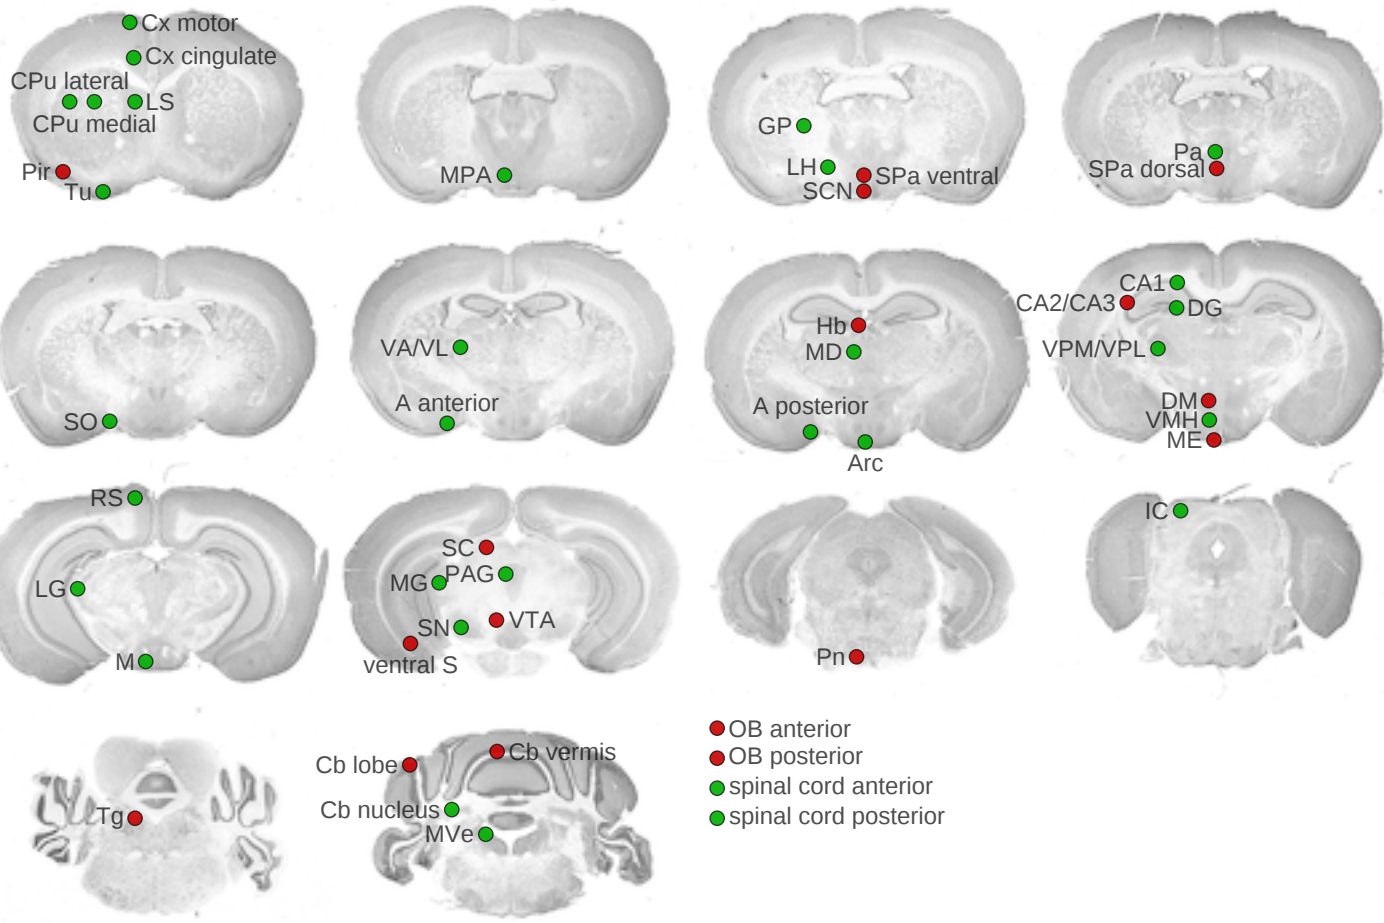 Cx motor
Cx cingulate
CPu lateral
LS
CPu medial
Pir
Tu
MPA
GP
LH
SPa ventral
SCN
Pa
SPa dorsal
SO
VA/VL
A anterior
Hb
MD
A posterior
Arc
CA1
CA2/CA3
DG
VPM/VPL
DM
VMH
ME
RS
LG
M
SC
MG
PAG
SN
VTA
ventral S
Pn
IC
Tg
Cb lobe
Cb vermis
Cb nucleus
MVe
OB anterior
OB posterior
spinal cord anterior
spinal cord posterior